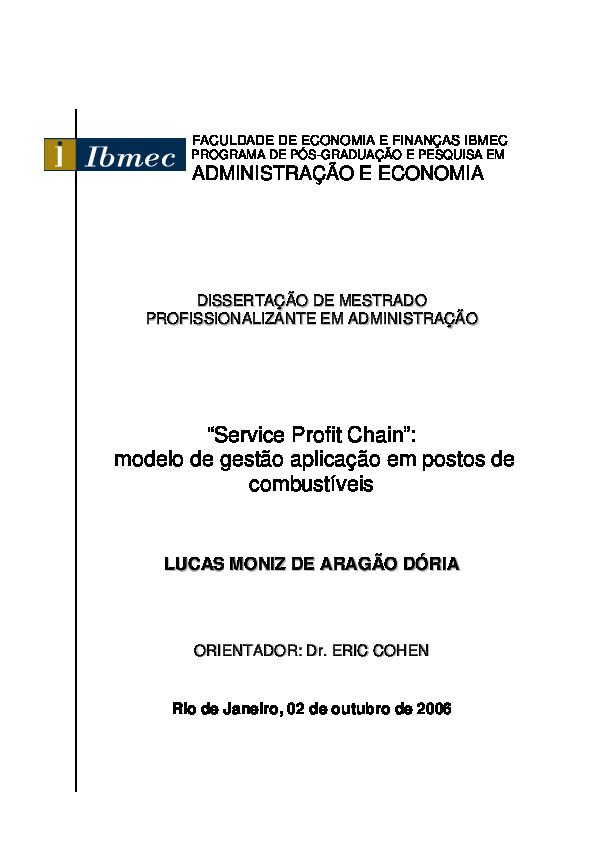 i Ibmec
FACULDADE DE ECONOMIA E FINANÇAS IBMEC
PROGRAMA DE PÓS-GRADUAÇÃO E PESQUISA EM
ADMINISTRAÇÃO E ECONOMIA
DISSERTAÇÃO DE MESTRADO
PROFISSIONALIZANTE EM ADMINISTRAÇÃO
“Service Profit Chain”:
modelo de gestão aplicação em postos de
combustíveis
LUCAS MONIZ DE ARAGÃO DÓRIA
ORIENTADOR: Dr. ERIC COHEN
Rio de Janeiro, 02 de outubro de 2006